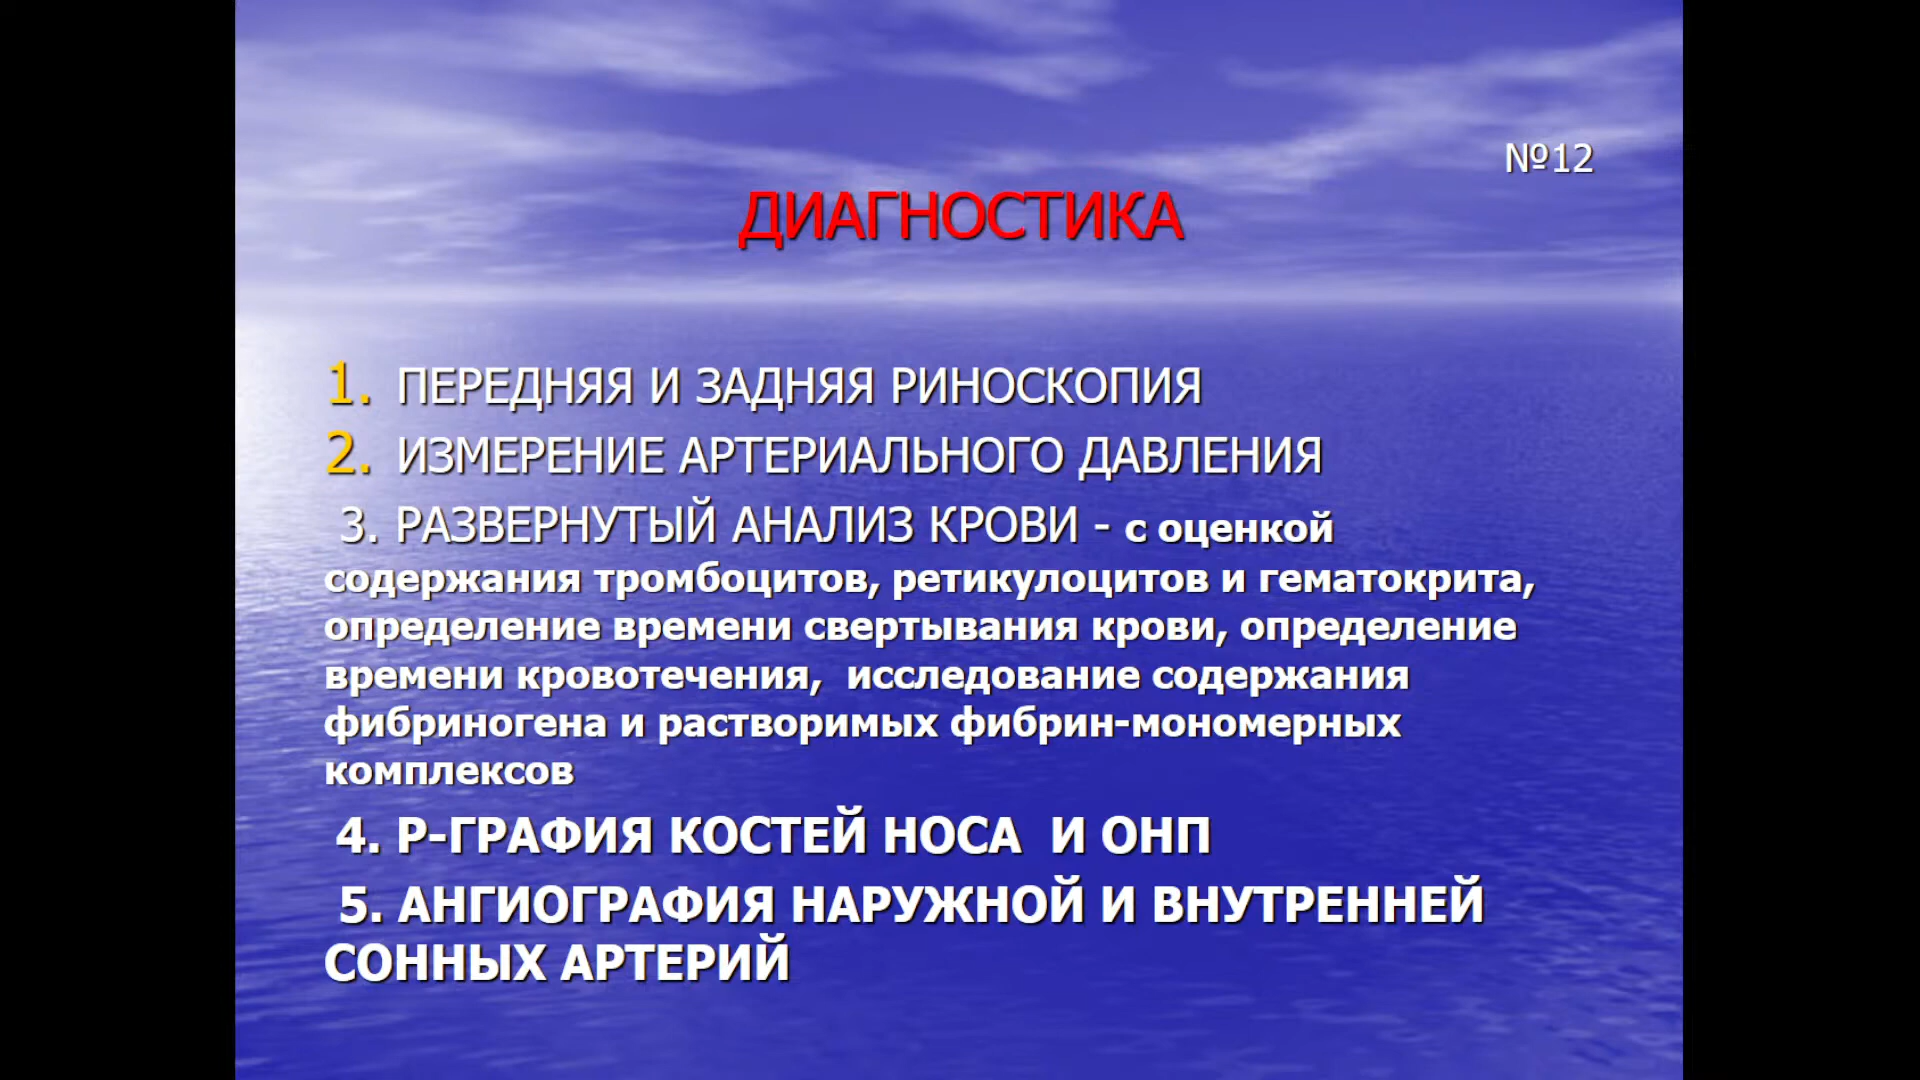 №12
ДИАГНОСТИКА
1. ПЕРЕДНЯЯ И ЗАДНЯЯ РИНОСКОПИЯ
2. ИЗМЕРЕНИЕ АРТЕРИАЛЬНОГО ДАВЛЕНИЯ
3. РАЗВЕРНУТЫЙ АНАЛИЗ КРОВИ - с оценкой
содержания тромбоцитов, ретикулоцитов и гематокрита,
определение времени свертывания крови, определение
времени кровотечения, исследование содержания
фибриногена и растворимых фибрин-мономерных
комплексов
4. Р-ГРАФИЯ КОСТЕЙ НОСА И ОНП
5. АНГИОГРАФИЯ НАРУЖНОЙ И ВНУТРЕННЕЙ
СОННЫХ АРТЕРИЙ